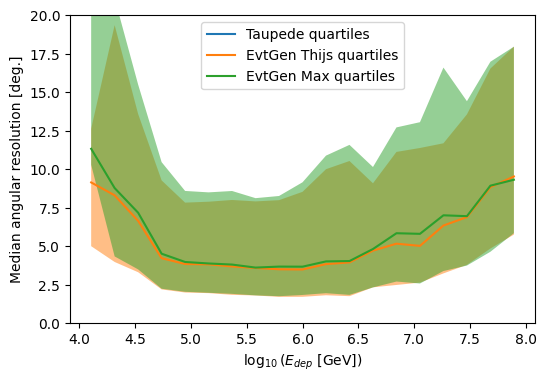 20.0
17.5
15.0
12.5
10.0
7.5
5.0
2.5
0.0
Median angular resolution [deg.]
Taupede quartiles
EvtGen Thijs quartiles
EvtGen Max quartiles
4.0 4.5 5.0 5.5 6.0 6.5 7.0 7.5 8.0
log₁₀(E_dep [GeV])